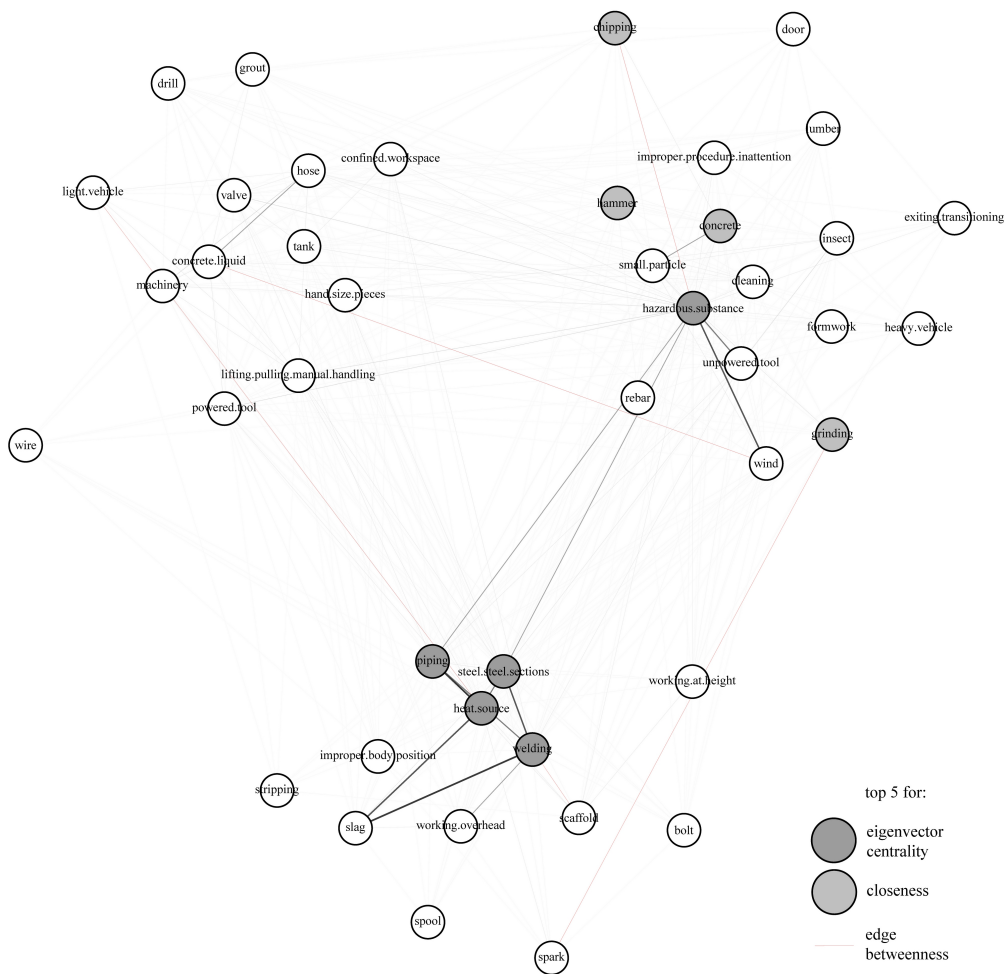 chipping
door
grout
drill
umber
confined.workspace
improper.procedure.inattention
hose
light.vehicle
valve
hammer
exiting.transitioning
concrete
insect
tank
concrete.liquid
small.particle
machinery
cleaning
hand.size.pieces
hazardous.substance
formwork
heavy.vehicle
unpowered.tool
lifting.pulling.manual.handling
rebar
powered.tool
grinding
wire
wind
piping
steel.steel.sections
working.at.height
heat.source
welding
improper.body.position
stripping
top 5 for:
scaffold
slag
working.overhead
bolt
eigenvector
centrality
closeness
spool
edge
betweenness
spark